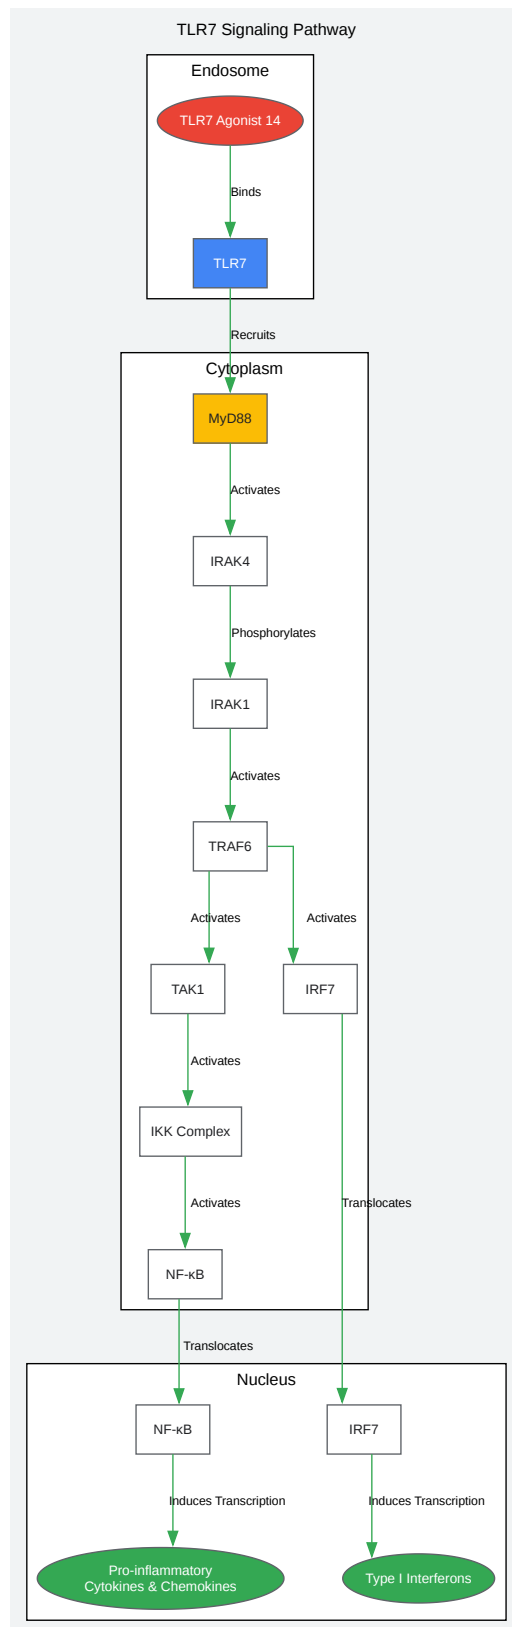 TLR7 Signaling Pathway
Endosome
TLR7 Agonist 14
Binds
TLR7
Recruits
Cytoplasm
MyD88
Activates
IRAK4
Phosphorylates
IRAK1
Activates
TRAF6
Activates
Activates
TAK1
IRF7
Activates
IKK Complex
Activates
Translocates
NF-κB
Translocates
Nucleus
NF-κB
IRF7
Induces Transcription
Induces Transcription
Pro-inflammatory
Cytokines & Chemokines
Type I Interferons